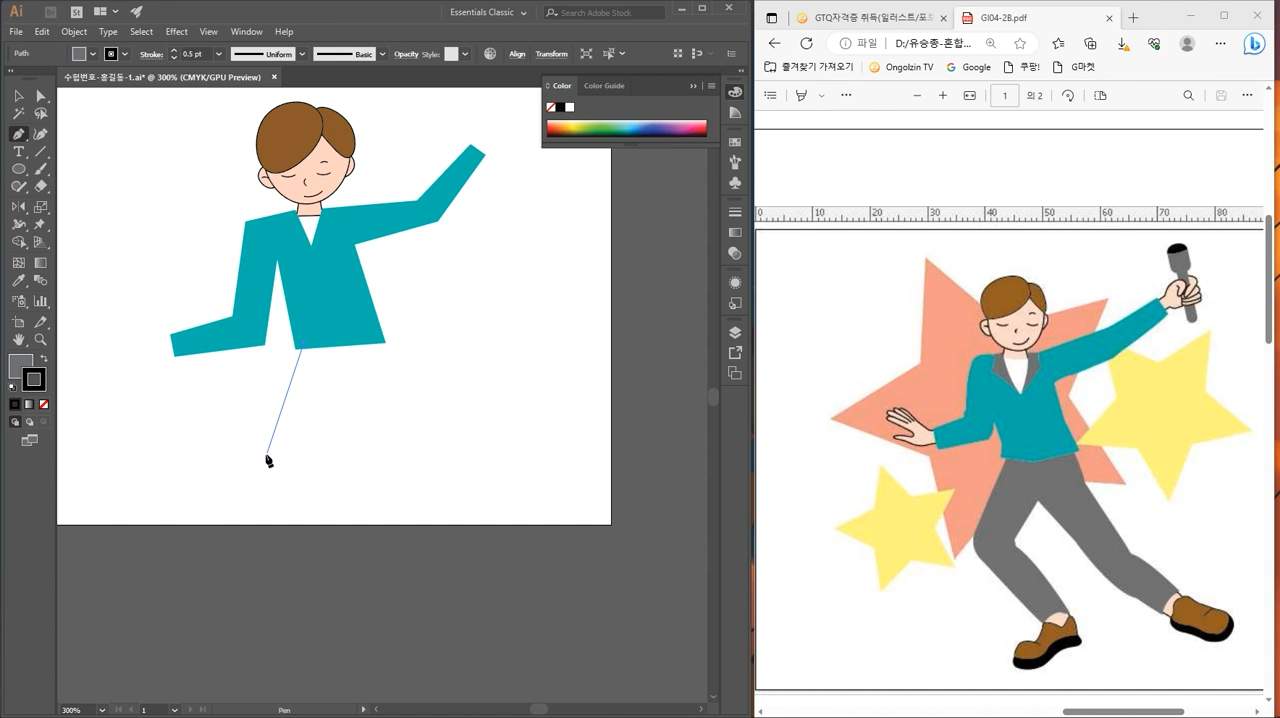 Ai Br St Essentials Classic Search Adobe Stock
File Edit Object Type Select Effect View Window Help
Path Stroke: 0.5 pt Uniform Basic Opacity Style: Align Transform
수험번호-홍길동-1.ai* @ 300% (CMYK/GPU Preview)
Color Color Guide
300% 1 Pen
GTQ자격증 취득(일러스트/포토 GI04-2B.pdf
파일 D:/유승종-혼합...
즐겨찾기 가져오기 Ongolzin TV Google 쿠팡! G마켓
1 의 2
0 10 20 30 40 50 60 70 80